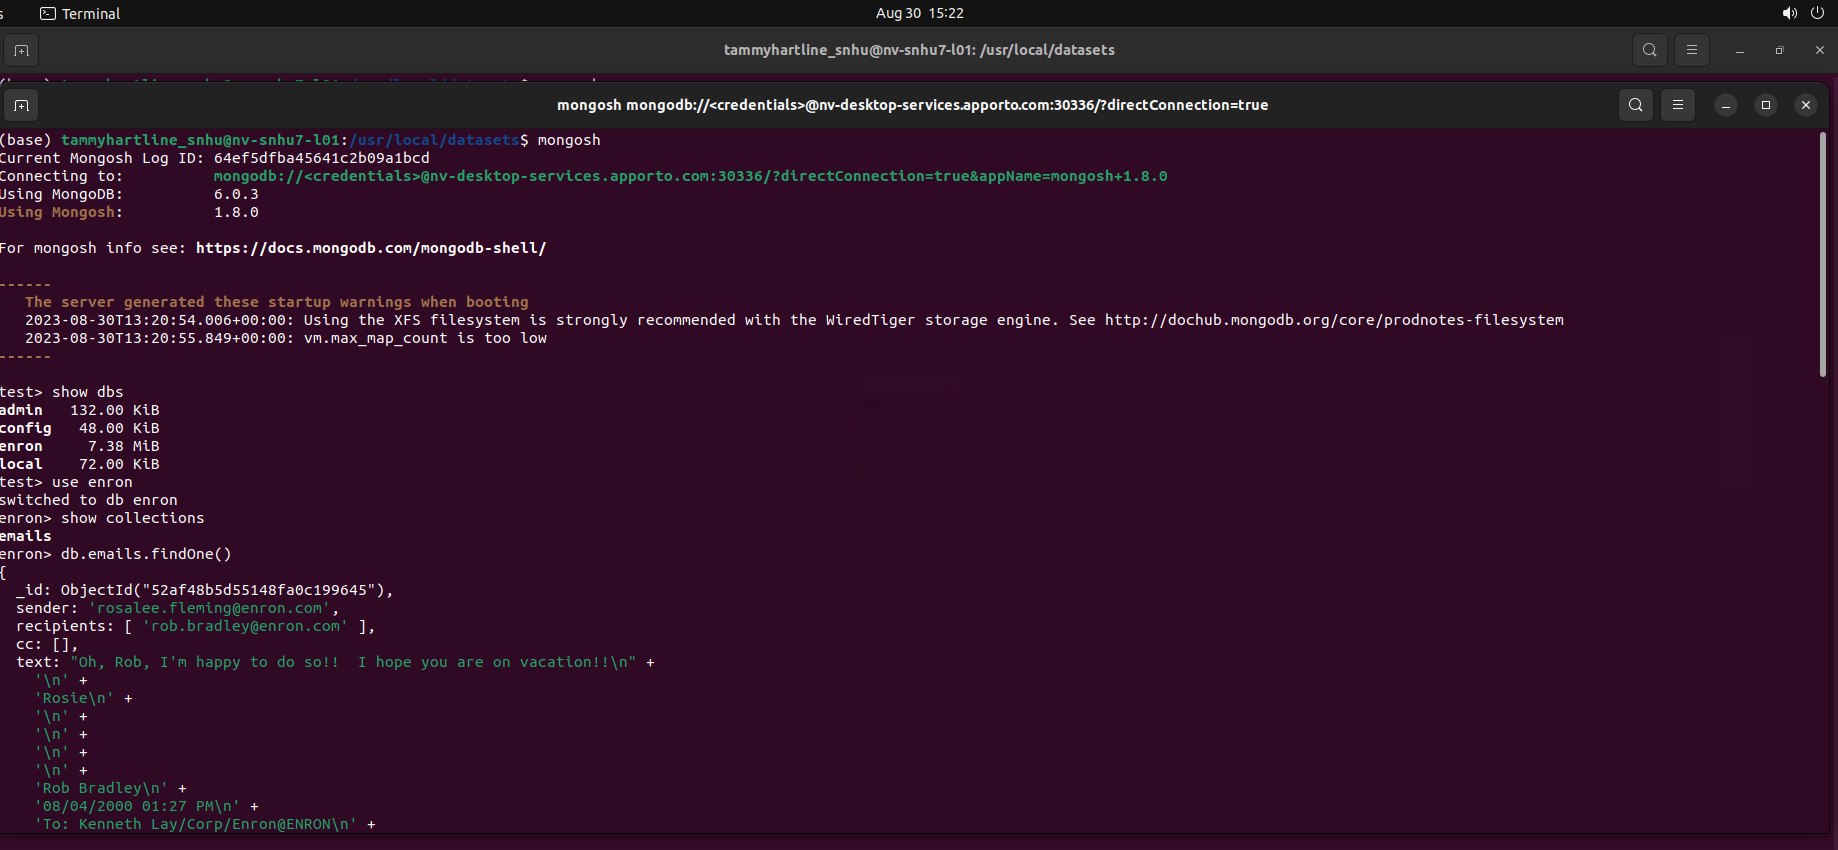 s Terminal Aug 30 15:22
tammyhartline_snhu@nv-snhu7-l01: /usr/local/datasets
mongosh mongodb://<credentials>@nv-desktop-services.apporto.com:30336/?directConnection=true
(base) tammyhartline_snhu@nv-snhu7-l01:/usr/local/datasets$ mongosh
Current Mongosh Log ID: 64ef5dfba45641c2b09a1bcd
Connecting to: mongodb://<credentials>@nv-desktop-services.apporto.com:30336/?directConnection=true&appName=mongosh+1.8.0
Using MongoDB: 6.0.3
Using Mongosh: 1.8.0
For mongosh info see: https://docs.mongodb.com/mongodb-shell/
------
The server generated these startup warnings when booting
2023-08-30T13:20:54.006+00:00: Using the XFS filesystem is strongly recommended with the WiredTiger storage engine. See http://dochub.mongodb.org/core/prodnotes-filesystem
2023-08-30T13:20:55.849+00:00: vm.max_map_count is too low
------
test> show dbs
admin 132.00 KiB
config 48.00 KiB
enron 7.38 MiB
local 72.00 KiB
test> use enron
switched to db enron
enron> show collections
emails
enron> db.emails.findOne()
{
_id: ObjectId("52af48b5d55148fa0c199645"),
sender: 'rosalee.fleming@enron.com',
recipients: [ 'rob.bradley@enron.com' ],
cc: [],
text: "Oh, Rob, I'm happy to do so!!  I hope you are on vacation!!\n" +
'\n' +
'Rosie\n' +
'\n' +
'\n' +
'\n' +
'\n' +
'Rob Bradley\n' +
'08/04/2000 01:27 PM\n' +
'To: Kenneth Lay/Corp/Enron@ENRON\n' +